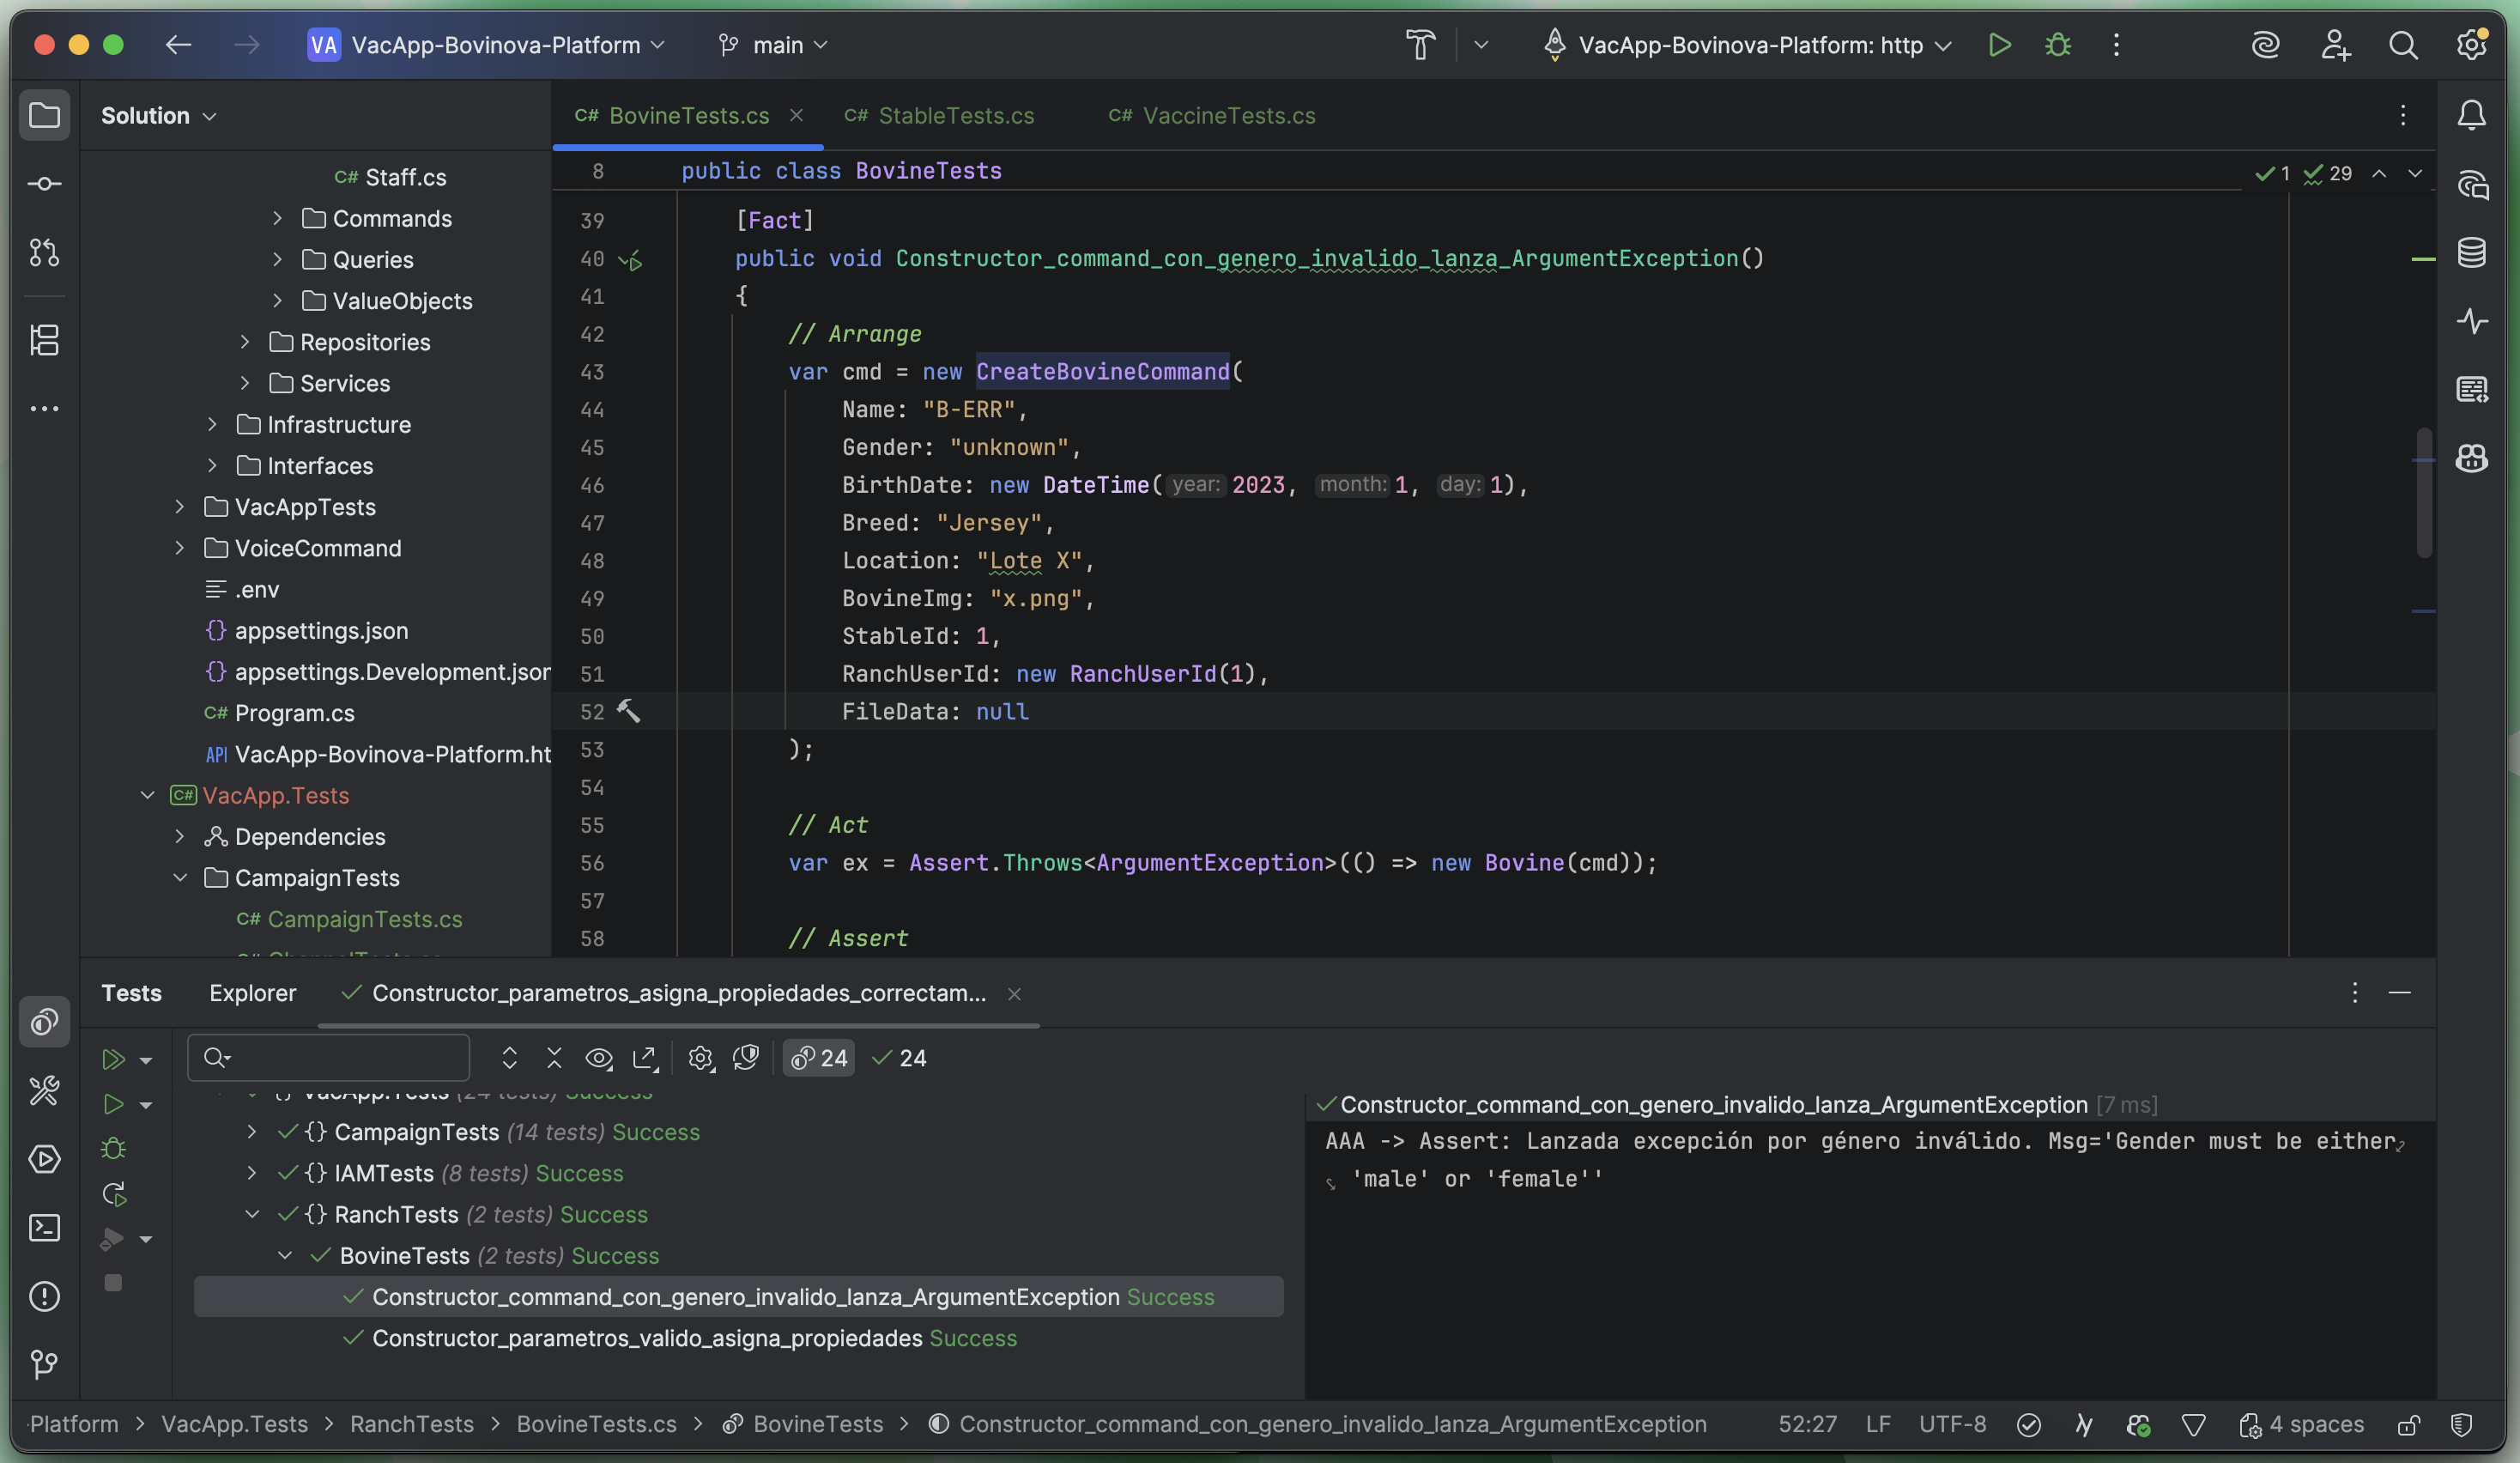 VA VacApp-Bovinova-Platform main VacApp-Bovinova-Platform: http
Solution
C# Staff.cs
Commands
Queries
ValueObjects
Repositories
Services
Infrastructure
Interfaces
VacAppTests
VoiceCommand
.env
{} appsettings.json
{} appsettings.Development.json
C# Program.cs
API VacApp-Bovinova-Platform.ht
C# VacApp.Tests
Dependencies
CampaignTests
C# CampaignTests.cs
C# BovineTests.cs C# StableTests.cs C# VaccineTests.cs
8 public class BovineTests 1 29
39 [Fact]
40 public void Constructor_command_con_genero_invalido_lanza_ArgumentException()
41 {
42 // Arrange
43 var cmd = new CreateBovineCommand(
44 Name: "B-ERR",
45 Gender: "unknown",
46 BirthDate: new DateTime( year: 2023, month: 1, day: 1),
47 Breed: "Jersey",
48 Location: "Lote X",
49 BovineImg: "x.png",
50 StableId: 1,
51 RanchUserId: new RanchUserId(1),
52 FileData: null
53 );
54
55 // Act
56 var ex = Assert.Throws<ArgumentException>(() => new Bovine(cmd));
57
58 // Assert
Tests Explorer Constructor_parametros_asigna_propiedades_correctam...
24 24
{} VacApp.Tests (24 tests) Success
{} CampaignTests (14 tests) Success
{} IAMTests (8 tests) Success
{} RanchTests (2 tests) Success
BovineTests (2 tests) Success
Constructor_command_con_genero_invalido_lanza_ArgumentException Success
Constructor_parametros_valido_asigna_propiedades Success
Constructor_command_con_genero_invalido_lanza_ArgumentException [7 ms]
AAA -> Assert: Lanzada excepción por género inválido. Msg='Gender must be either
'male' or 'female''
Platform > VacApp.Tests > RanchTests > BovineTests.cs > BovineTests > Constructor_command_con_genero_invalido_lanza_ArgumentException 52:27 LF UTF-8 4 spaces